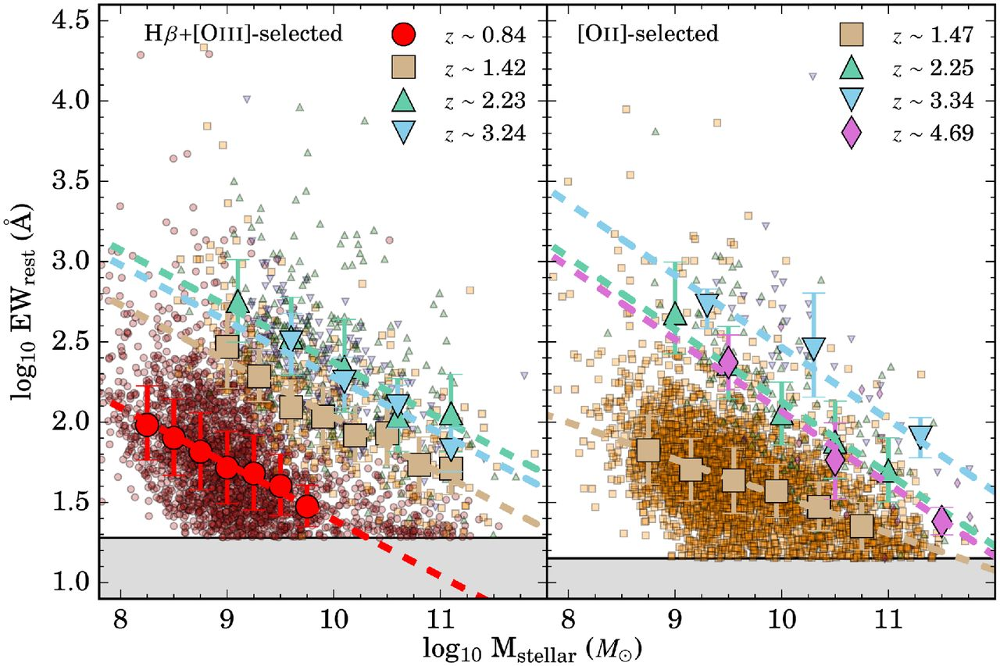 Hβ+[OIII]-selected
z ~ 0.84
z ~ 1.42
z ~ 2.23
z ~ 3.24
[OII]-selected
z ~ 1.47
z ~ 2.25
z ~ 3.34
z ~ 4.69
log₁₀ EWrest (Å)
4.5
4.0
3.5
3.0
2.5
2.0
1.5
1.0
8 9 10 11
8 9 10 11
log₁₀ Mstellar (M⊙)